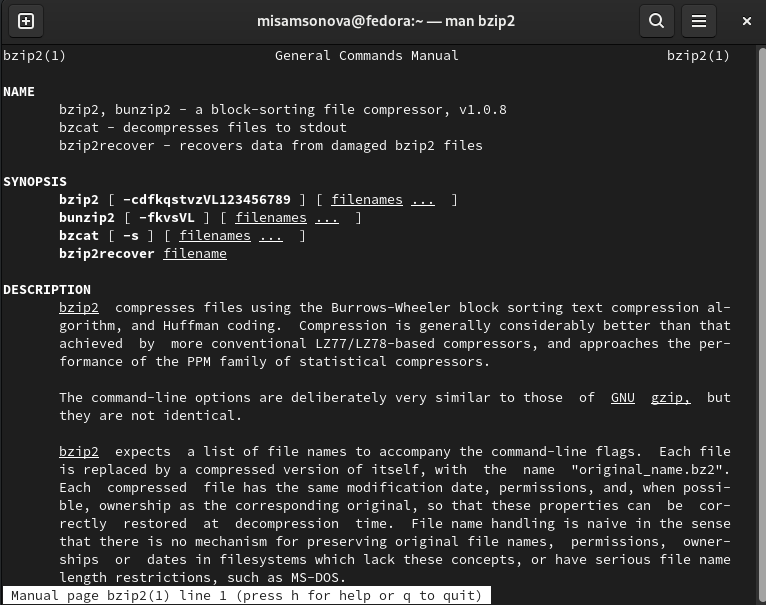 misamsonova@fedora:~ — man bzip2
bzip2(1) General Commands Manual bzip2(1)
NAME
bzip2, bunzip2 - a block-sorting file compressor, v1.0.8
bzcat - decompresses files to stdout
bzip2recover - recovers data from damaged bzip2 files
SYNOPSIS
bzip2 [ -cdfkqstvzVL123456789 ] [ filenames ... ]
bunzip2 [ -fkvsVL ] [ filenames ... ]
bzcat [ -s ] [ filenames ... ]
bzip2recover filename
DESCRIPTION
bzip2 compresses files using the Burrows-Wheeler block sorting text compression al-
gorithm, and Huffman coding. Compression is generally considerably better than that
achieved by more conventional LZ77/LZ78-based compressors, and approaches the per-
formance of the PPM family of statistical compressors.
The command-line options are deliberately very similar to those of GNU gzip, but
they are not identical.
bzip2 expects a list of file names to accompany the command-line flags. Each file
is replaced by a compressed version of itself, with the name "original_name.bz2".
Each compressed file has the same modification date, permissions, and, when possi-
ble, ownership as the corresponding original, so that these properties can be cor-
rectly restored at decompression time. File name handling is naive in the sense
that there is no mechanism for preserving original file names, permissions, owner-
ships or dates in filesystems which lack these concepts, or have serious file name
length restrictions, such as MS-DOS.
Manual page bzip2(1) line 1 (press h for help or q to quit)